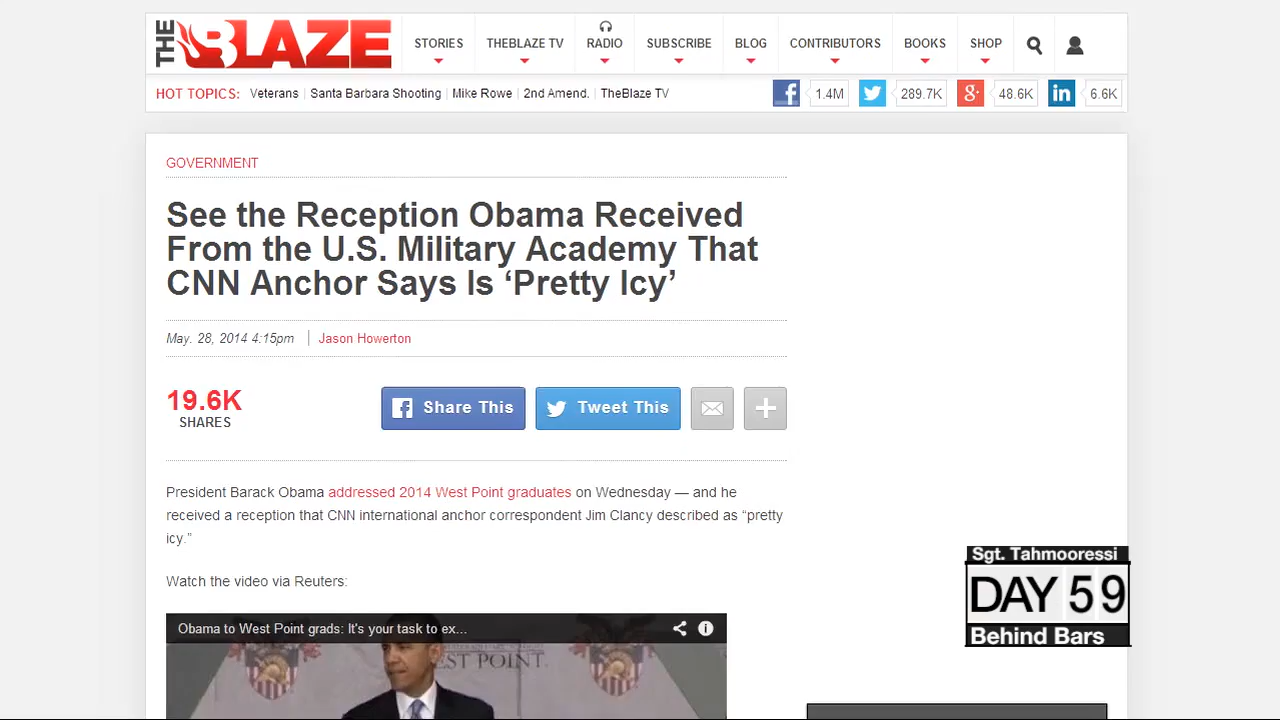 THE BLAZE
STORIES THEBLAZE TV RADIO SUBSCRIBE BLOG CONTRIBUTORS BOOKS SHOP
HOT TOPICS: Veterans Santa Barbara Shooting Mike Rowe 2nd Amend. TheBlaze TV 1.4M 289.7K 48.6K 6.6K
GOVERNMENT
See the Reception Obama Received
From the U.S. Military Academy That
CNN Anchor Says Is ‘Pretty Icy’
May. 28, 2014 4:15pm Jason Howerton
19.6K
SHARES
Share This Tweet This
President Barack Obama addressed 2014 West Point graduates on Wednesday — and he
received a reception that CNN international anchor correspondent Jim Clancy described as “pretty
icy.”
Watch the video via Reuters:
Obama to West Point grads: It's your task to ex...
EST POINT.
Sgt. Tahmooressi
DAY 59
Behind Bars